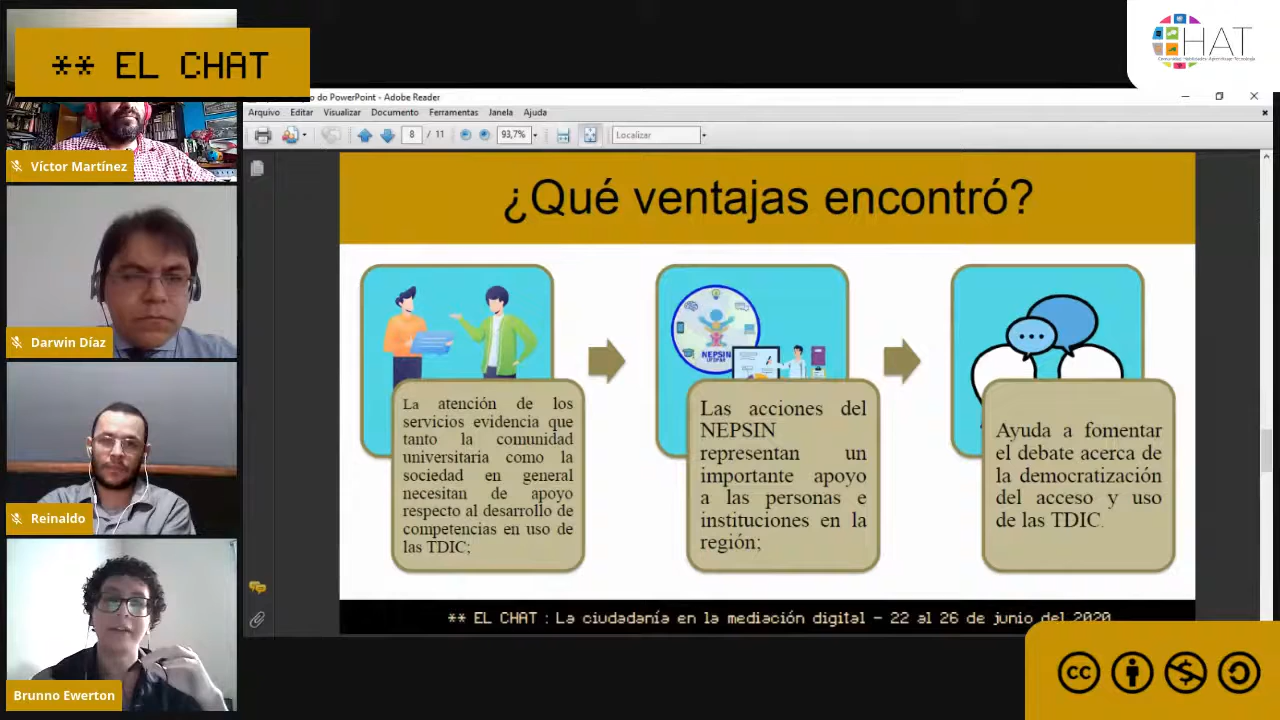 ** EL CHAT
HAT
Comunidad · Habilidades · Aprendizaje · Tecnología
Víctor Martínez
Darwin Díaz
Reinaldo
Brunno Ewerton
do PowerPoint - Adobe Reader
Arquivo Editar Visualizar Documento Ferramentas Janela Ajuda
8 / 11 93,7% Localizar
¿Qué ventajas encontró?
La atención de los
servicios evidencia que
tanto la comunidad
universitaria como la
sociedad en general
necesitan de apoyo
respecto al desarrollo de
competencias en uso de
las TDIC;
NEPSIN
Las acciones del
NEPSIN
representan un
importante apoyo
a las personas e
instituciones en la
región;
Ayuda a fomentar
el debate acerca de
la democratización
del acceso y uso
de las TDIC.
** EL CHAT : La ciudadanía en la mediación digital - 22 al 26 de junio del 2020
cc